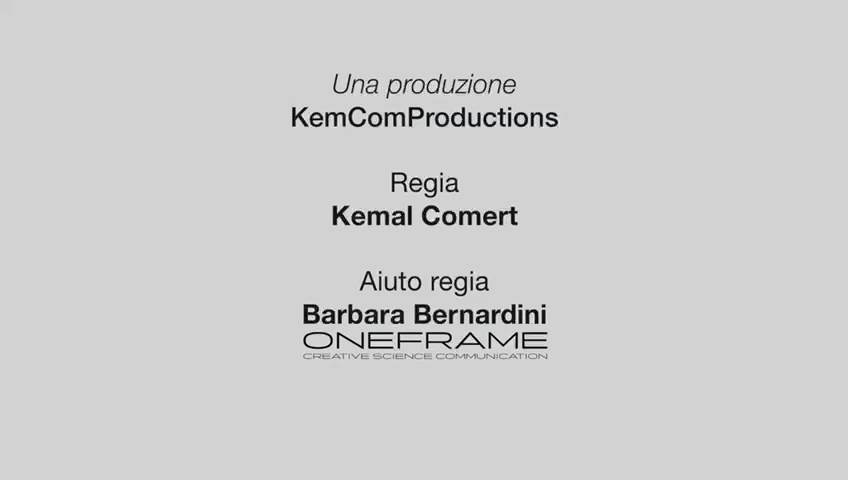 Una produzione
KemComProductions
Regia
Kemal Comert
Aiuto regia
Barbara Bernardini
ONEFRAME
CREATIVE SCIENCE COMMUNICATION